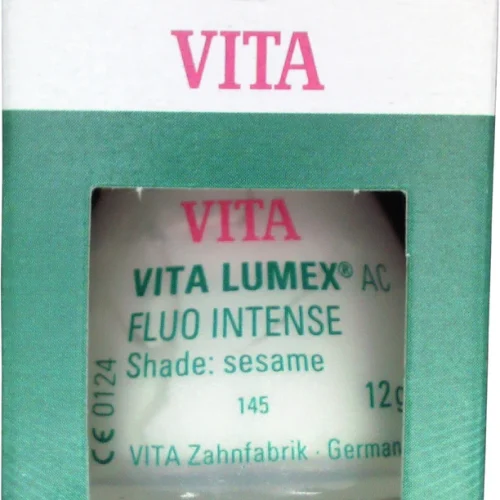 VITA
VITA
VITA LUMEX® AC
FLUO INTENSE
Shade: sesame
145
12g
CE 0124
VITA Zahnfabrik · German